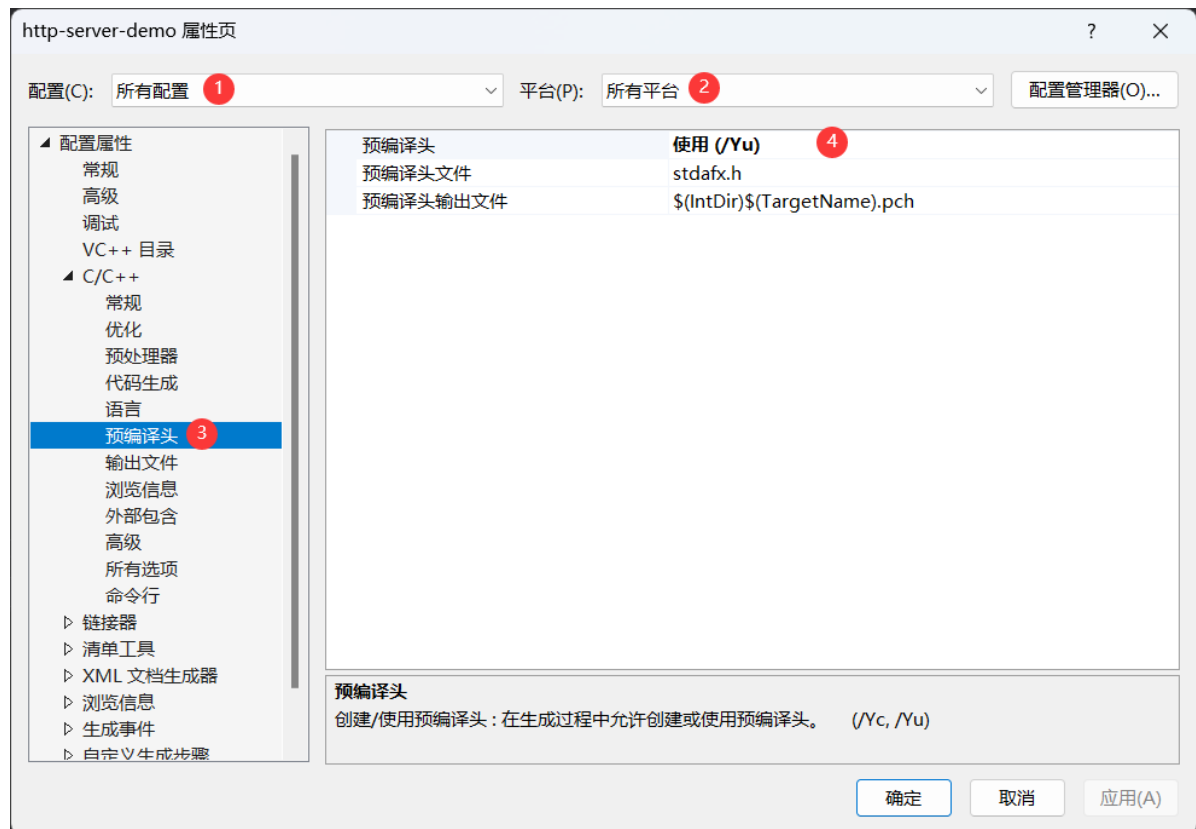 http-server-demo 属性页 ?
配置(C): 所有配置 1 平台(P): 所有平台 2 配置管理器(O)...
配置属性
常规
高级
调试
VC++ 目录
C/C++
常规
优化
预处理器
代码生成
语言
预编译头 3
输出文件
浏览信息
外部包含
高级
所有选项
命令行
链接器
清单工具
XML 文档生成器
浏览信息
生成事件
自定义生成步骤
预编译头 使用 (/Yu) 4
预编译头文件 stdafx.h
预编译头输出文件 $(IntDir)$(TargetName).pch
预编译头
创建/使用预编译头 : 在生成过程中允许创建或使用预编译头。 (/Yc, /Yu)
确定 取消 应用(A)